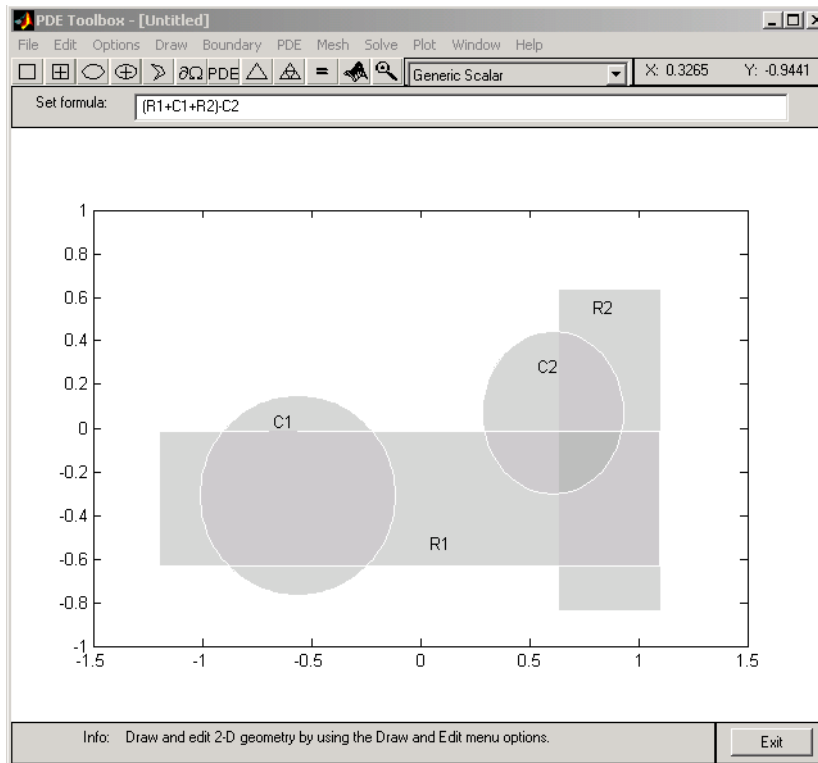 PDE Toolbox - [Untitled]
File Edit Options Draw Boundary PDE Mesh Solve Plot Window Help
∂Ω PDE = Generic Scalar X: 0.3265 Y: -0.9441
Set formula: (R1+C1+R2)-C2
1
0.8
0.6
0.4
0.2
0
-0.2
-0.4
-0.6
-0.8
-1
R2
C2
C1
R1
-1.5 -1 -0.5 0 0.5 1 1.5
Info: Draw and edit 2-D geometry by using the Draw and Edit menu options.
Exit